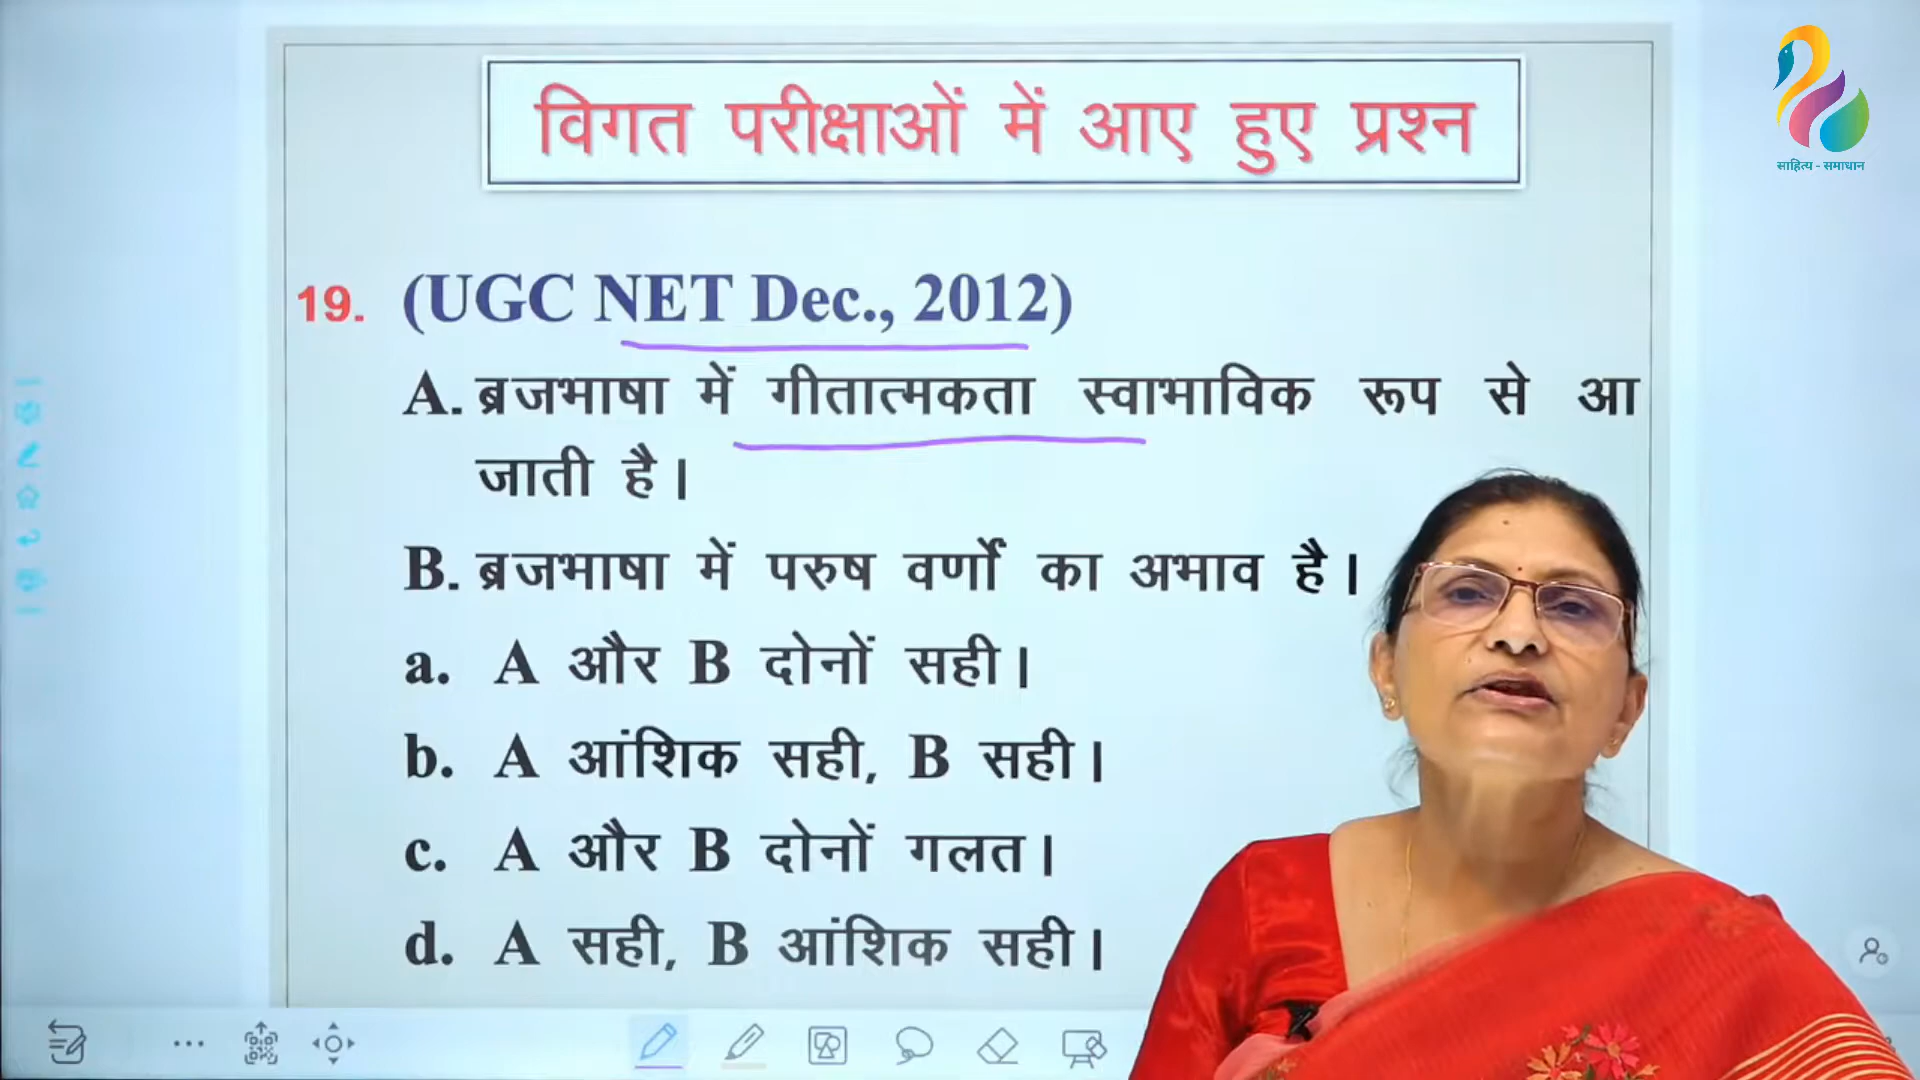 विगत परीक्षाओं में आए हुए प्रश्न
साहित्य - समाधान
19. (UGC NET Dec., 2012)
A. ब्रजभाषा में गीतात्मकता स्वाभाविक रूप से आ
जाती है।
B. ब्रजभाषा में परुष वर्णों का अभाव है।
a. A और B दोनों सही।
b. A आंशिक सही, B सही।
c. A और B दोनों गलत।
d. A सही, B आंशिक सही।